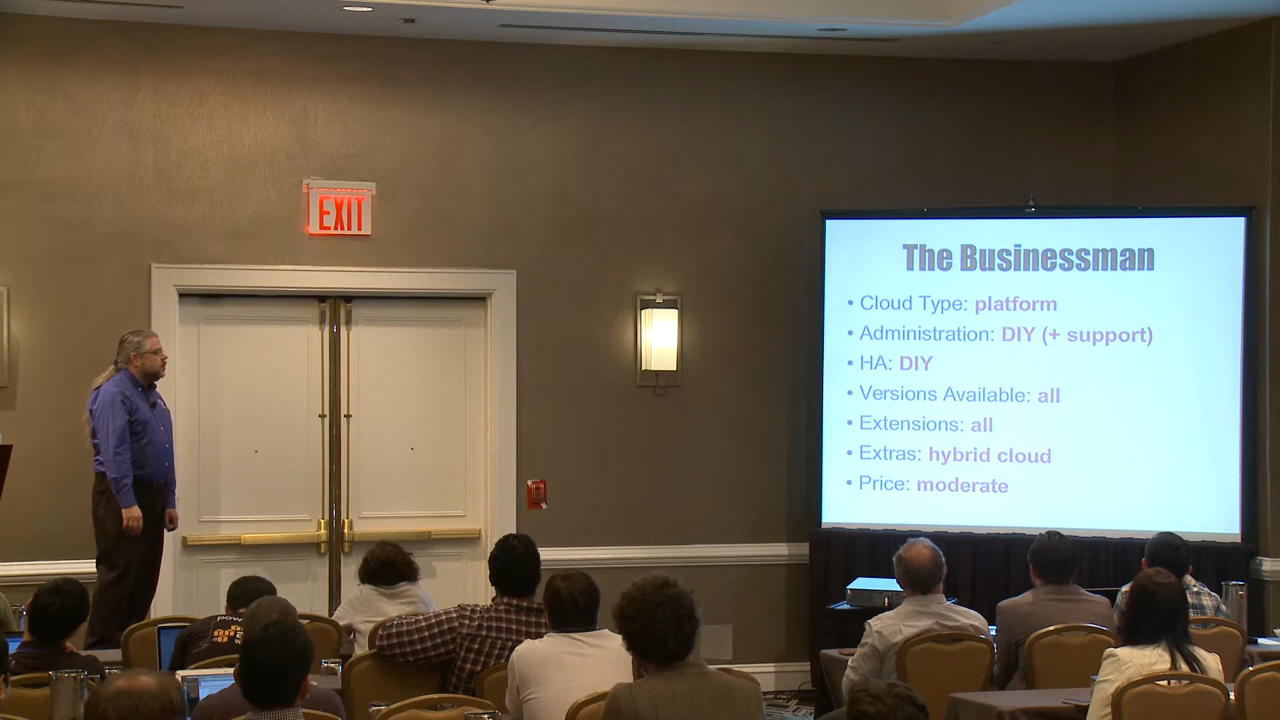 EXIT
The Businessman
• Cloud Type: platform
• Administration: DIY (+ support)
• HA: DIY
• Versions Available: all
• Extensions: all
• Extras: hybrid cloud
• Price: moderate